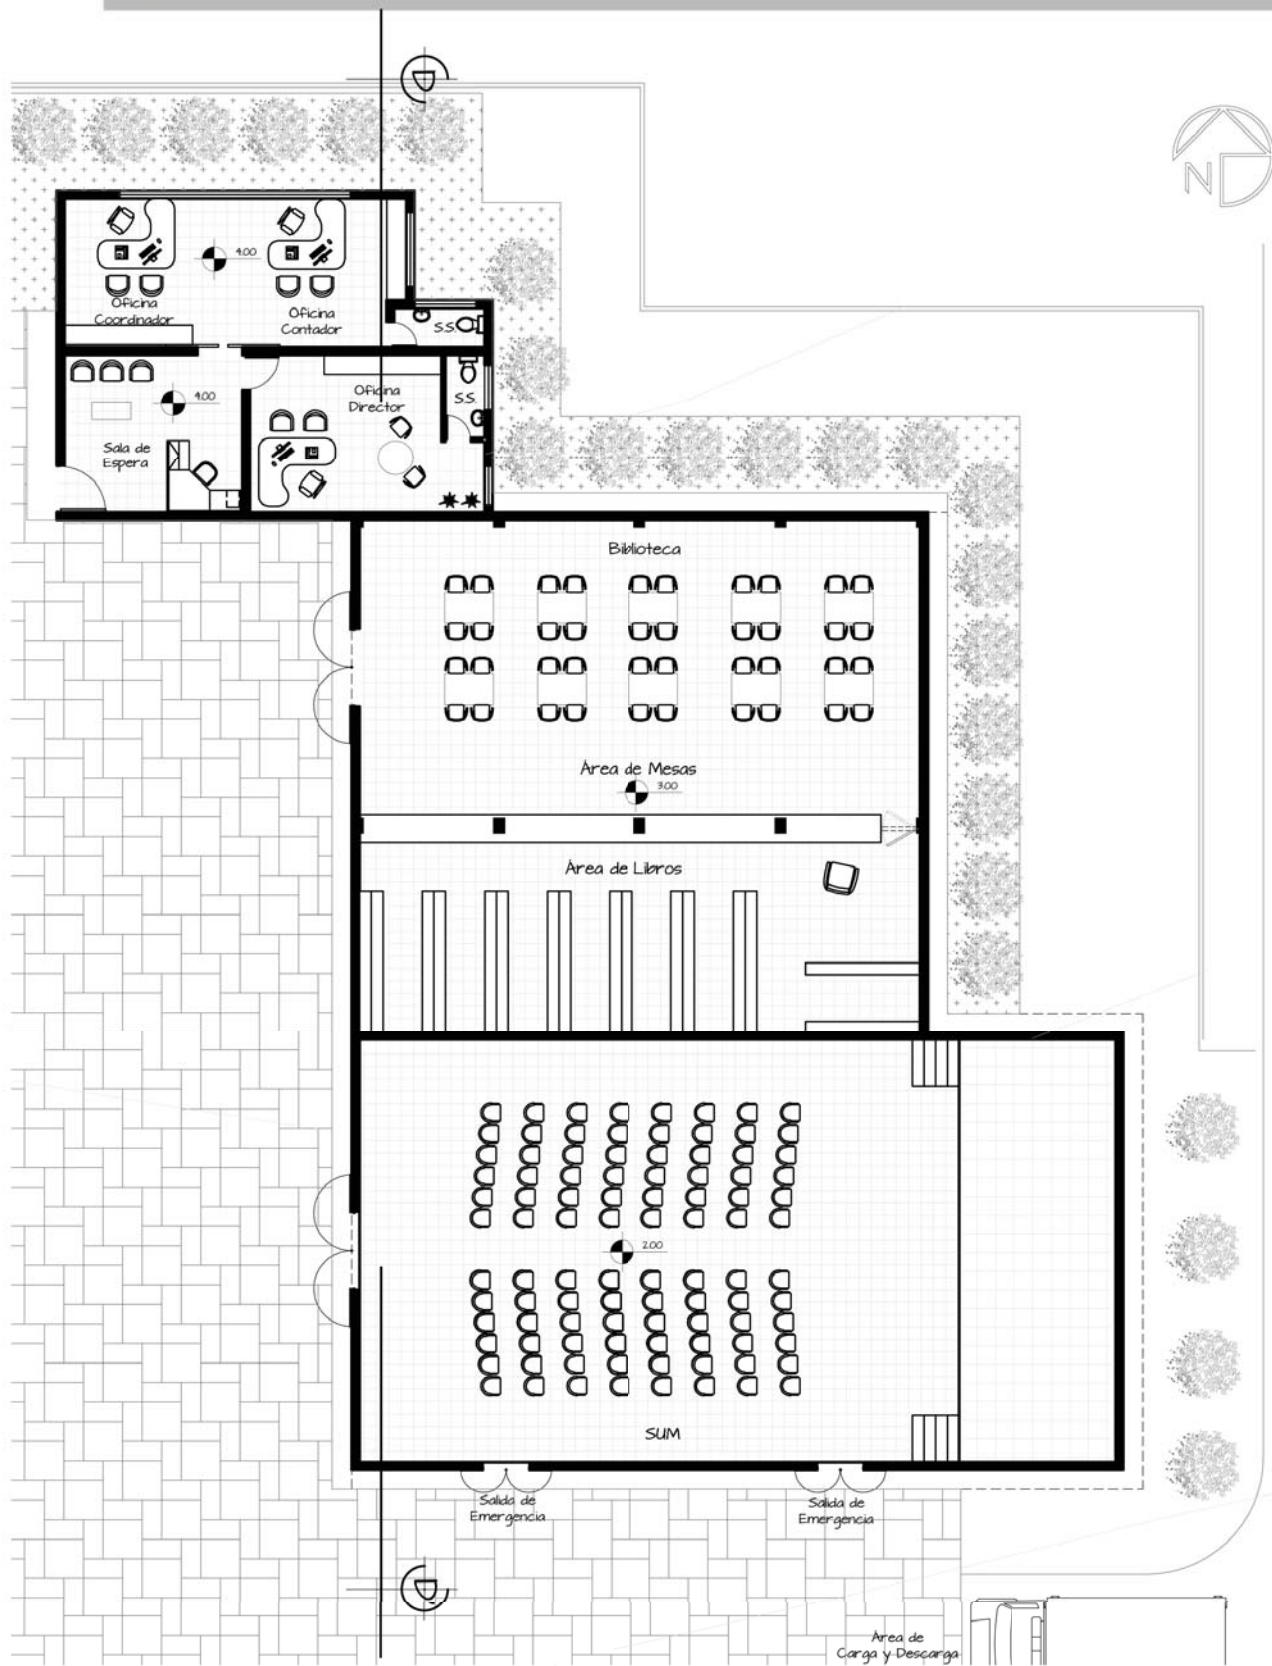 D
N
4.00
Oficina
Coordinador
Oficina
Contador
S.S.
4.00
Oficina
Director
S.S.
Sala de
Espera
Biblioteca
Área de Mesas
3.00
Área de Libros
2.00
SUM
Salida de
Emergencia
Salida de
Emergencia
D
Área de
Carga y Descarga